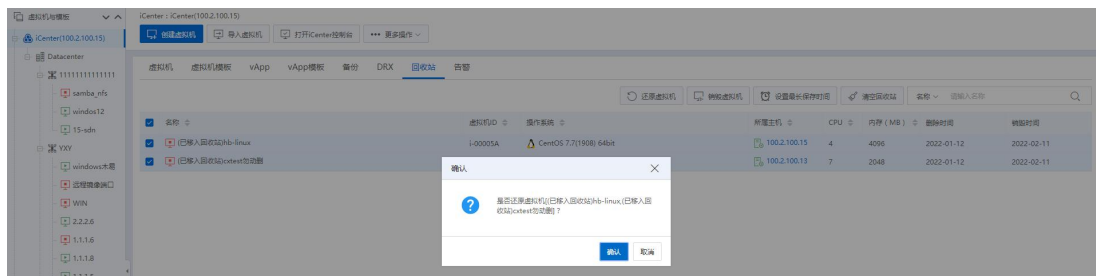 虚拟机与模板
iCenter : iCenter(100.2.100.15)
iCenter(100.2.100.15)
创建虚拟机 导入虚拟机 打开iCenter控制台 ••• 更多操作
Datacenter
虚拟机 虚拟机模板 vApp vApp模板 备份 DRX 回收站 告警
11111111111111
samba_nfs
还原虚拟机 销毁虚拟机 设置最长保存时间 清空回收站 名称 请输入名称
windos12
15-sdn
名称 虚拟机ID 操作系统 所属主机 CPU 内存(MB) 删除时间 销毁时间
YXY
(已移入回收站)hb-linux i-00005A CentOS 7.7(1908) 64bit 100.2.100.15 4 4096 2022-01-12 2022-02-11
windows木易
(已移入回收站)cxtest勿动删 100.2.100.13 7 2048 2022-01-12 2022-02-11
远程镜像端口
WIN
2.2.2.6
1.1.1.6
1.1.1.8
确认
是否还原虚拟机[(已移入回收站)hb-linux,(已移入回
收站)cxtest勿动删]?
确认 取消